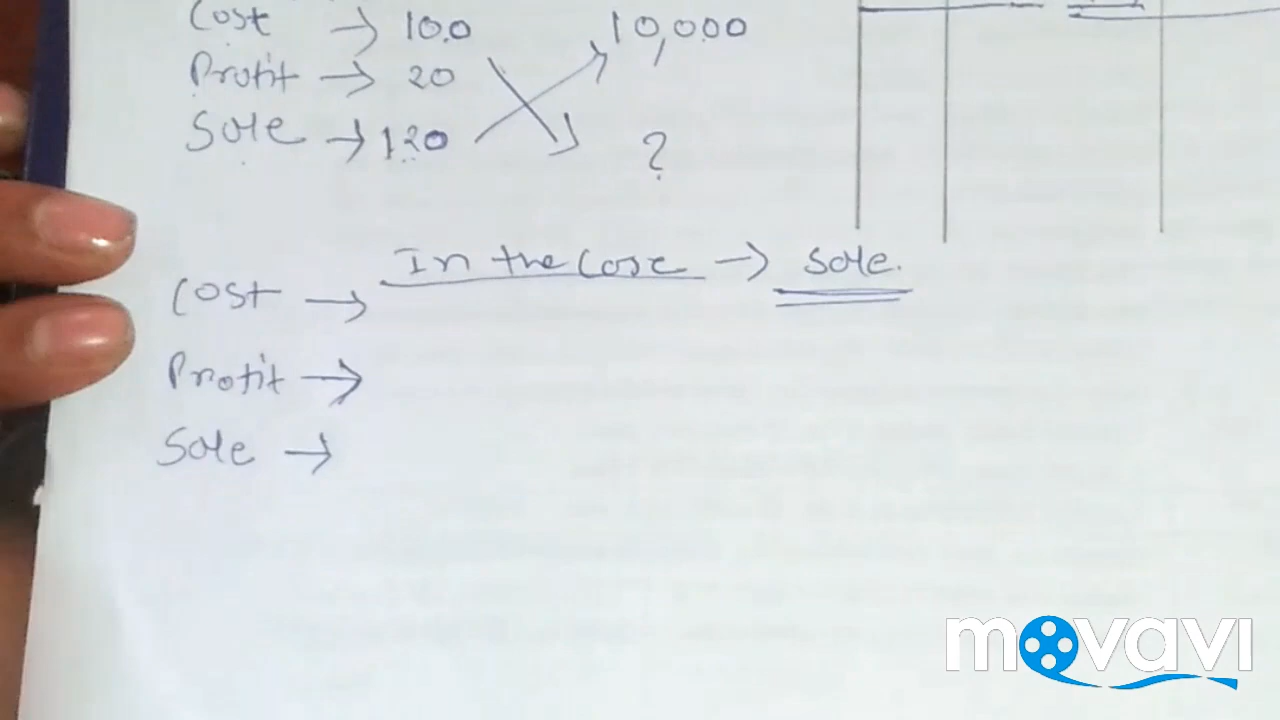 Cost → 100 10,000
Profit → 20
Sale → 120 ?
In the Case → Sale.
Cost →
Profit →
Sale →
movavi